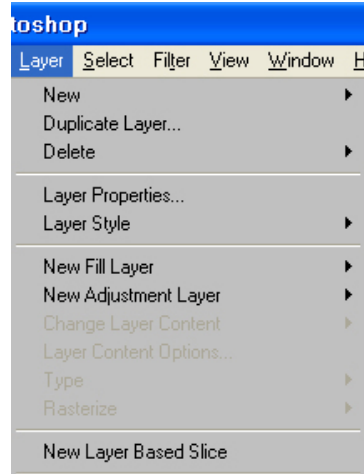 toshop
Layer Select Filter View Window H
New
Duplicate Layer...
Delete
Layer Properties...
Layer Style
New Fill Layer
New Adjustment Layer
Change Layer Content
Layer Content Options...
Type
Rasterize
New Layer Based Slice